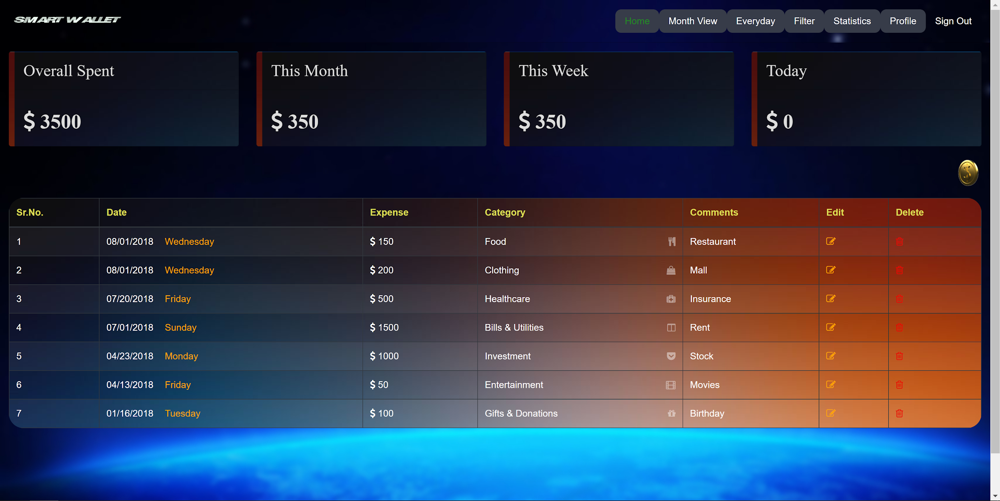 SMART WALLET
Home Month View Everyday Filter Statistics Profile Sign Out
Overall Spent This Month This Week Today
$ 3500 $ 350 $ 350 $ 0
Sr.No. Date Expense Category Comments Edit Delete
1 08/01/2018 Wednesday $ 150 Food Restaurant
2 08/01/2018 Wednesday $ 200 Clothing Mall
3 07/20/2018 Friday $ 500 Healthcare Insurance
4 07/01/2018 Sunday $ 1500 Bills & Utilities Rent
5 04/23/2018 Monday $ 1000 Investment Stock
6 04/13/2018 Friday $ 50 Entertainment Movies
7 01/16/2018 Tuesday $ 100 Gifts & Donations Birthday